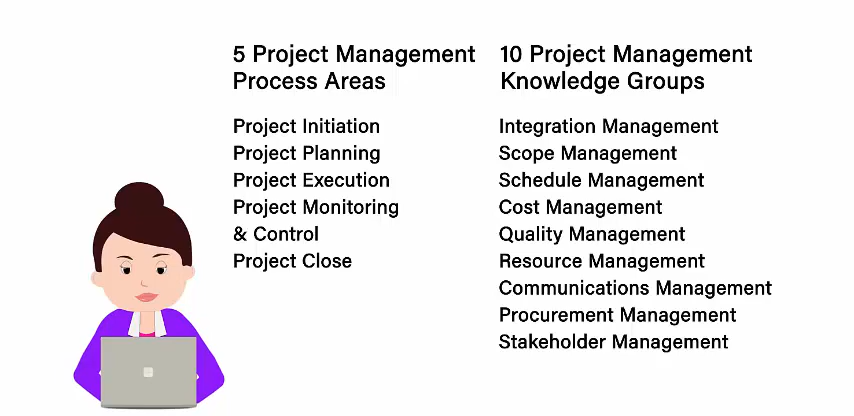 5 Project Management
Process Areas
Project Initiation
Project Planning
Project Execution
Project Monitoring
& Control
Project Close
10 Project Management
Knowledge Groups
Integration Management
Scope Management
Schedule Management
Cost Management
Quality Management
Resource Management
Communications Management
Procurement Management
Stakeholder Management